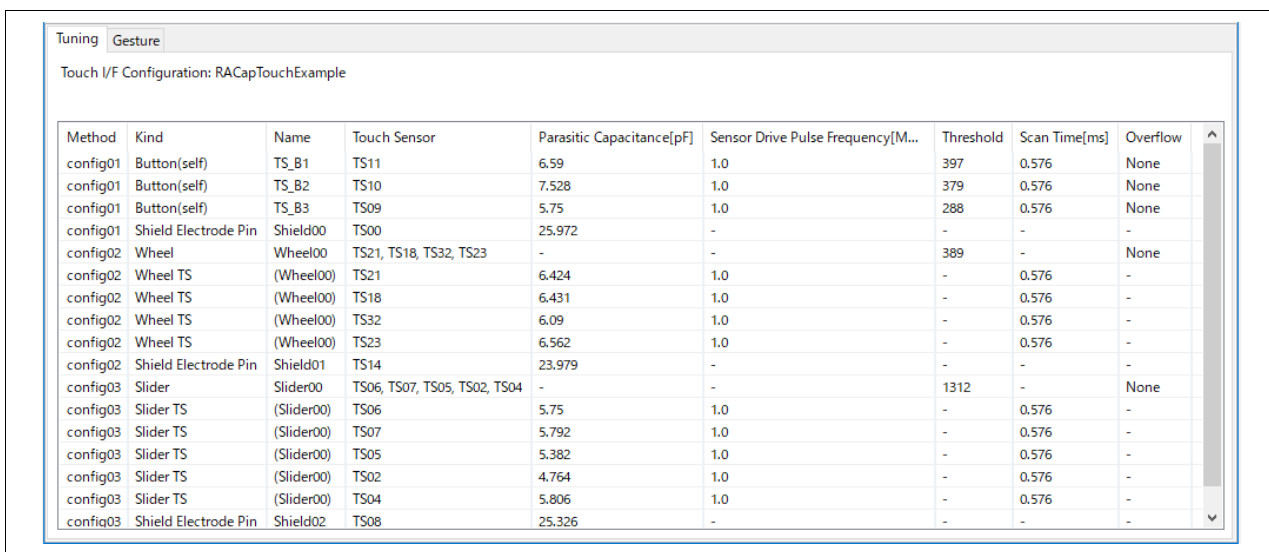 Tuning Gesture
Touch I/F Configuration: RACapTouchExample
Method Kind Name Touch Sensor Parasitic Capacitance[pF] Sensor Drive Pulse Frequency[M... Threshold Scan Time[ms] Overflow
config01 Button(self) TS_B1 TS11 6.59 1.0 397 0.576 None
config01 Button(self) TS_B2 TS10 7.528 1.0 379 0.576 None
config01 Button(self) TS_B3 TS09 5.75 1.0 288 0.576 None
config01 Shield Electrode Pin Shield00 TS00 25.972 - - - -
config02 Wheel Wheel00 TS21, TS18, TS32, TS23 - - 389 - None
config02 Wheel TS (Wheel00) TS21 6.424 1.0 - 0.576 -
config02 Wheel TS (Wheel00) TS18 6.431 1.0 - 0.576 -
config02 Wheel TS (Wheel00) TS32 6.09 1.0 - 0.576 -
config02 Wheel TS (Wheel00) TS23 6.562 1.0 - 0.576 -
config02 Shield Electrode Pin Shield01 TS14 23.979 - - - -
config03 Slider Slider00 TS06, TS07, TS05, TS02, TS04 - - 1312 - None
config03 Slider TS (Slider00) TS06 5.75 1.0 - 0.576 -
config03 Slider TS (Slider00) TS07 5.792 1.0 - 0.576 -
config03 Slider TS (Slider00) TS05 5.382 1.0 - 0.576 -
config03 Slider TS (Slider00) TS02 4.764 1.0 - 0.576 -
config03 Slider TS (Slider00) TS04 5.806 1.0 - 0.576 -
config03 Shield Electrode Pin Shield02 TS08 25.326 - - - -